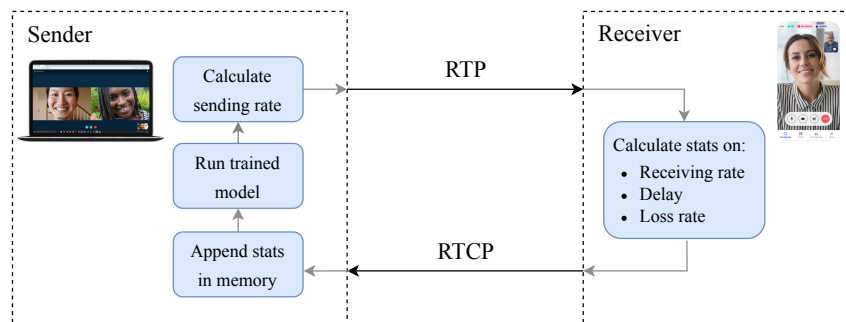 Sender
Receiver
Calculate
sending rate
RTP
Run trained
model
Calculate stats on:
• Receiving rate
• Delay
• Loss rate
Append stats
in memory
RTCP